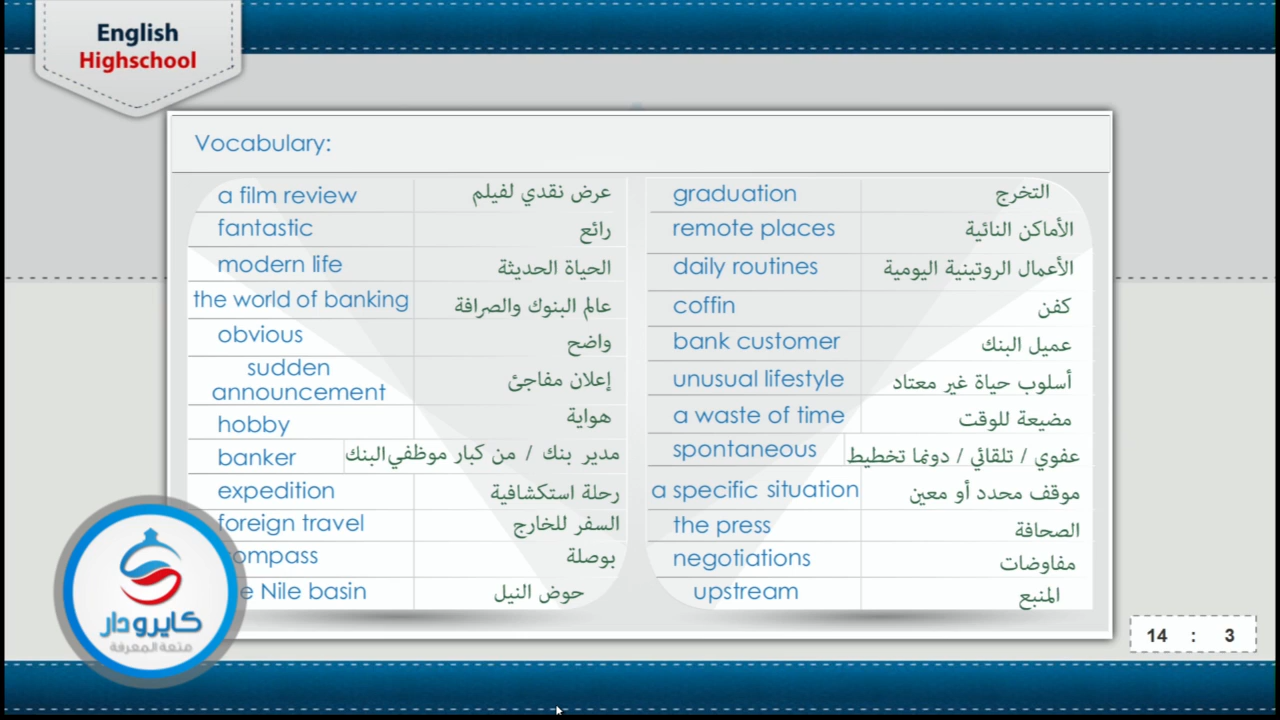 English
Highschool
Vocabulary:
a film review عرض نقدي لفيلم
fantastic رائع
modern life الحياة الحديثة
the world of banking عالم البنوك والصرافة
obvious واضح
sudden
announcement إعلان مفاجئ
hobby هواية
banker مدير بنك / من كبار موظفي البنك
expedition رحلة استكشافية
foreign travel السفر للخارج
ompass بوصلة
e Nile basin حوض النيل
graduation التخرج
remote places الأماكن النائية
daily routines الأعمال الروتينية اليومية
coffin كفن
bank customer عميل البنك
unusual lifestyle أسلوب حياة غير معتاد
a waste of time مضيعة للوقت
spontaneous عفوي / تلقائي / دونما تخطيط
a specific situation موقف محدد أو معين
the press الصحافة
negotiations مفاوضات
upstream المنبع
كايرودار
متعة المعرفة
14 : 3